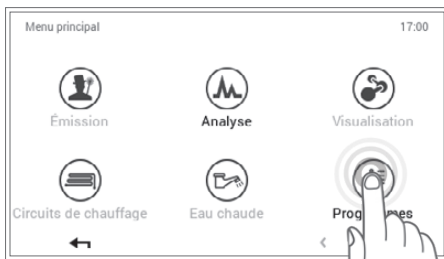 Menu principal 17:00
Émission Analyse Visualisation
Circuits de chauffage Eau chaude